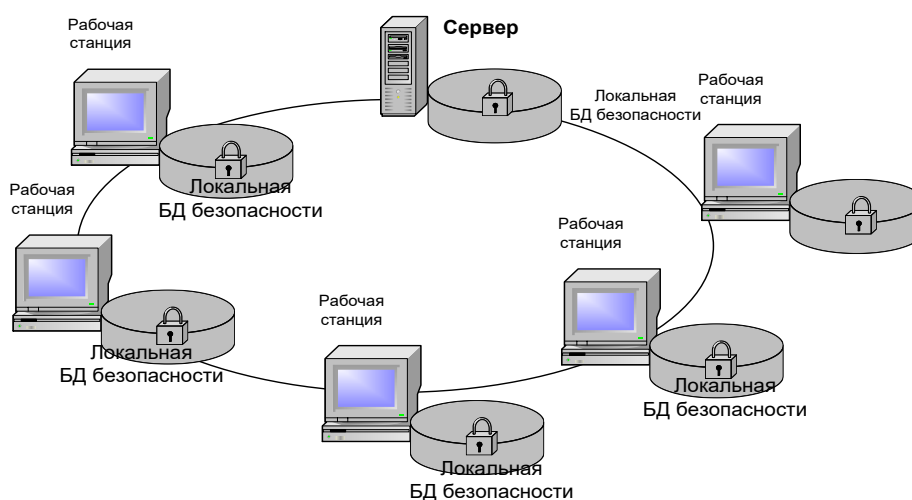 Рабочая
станция
Сервер
Локальная
БД безопасности
Рабочая
станция
Локальная
БД безопасности
Рабочая
станция
Рабочая
станция
Локальная
БД безопасности
Рабочая
станция
Локальная
БД безопасности
Локальная
БД безопасности